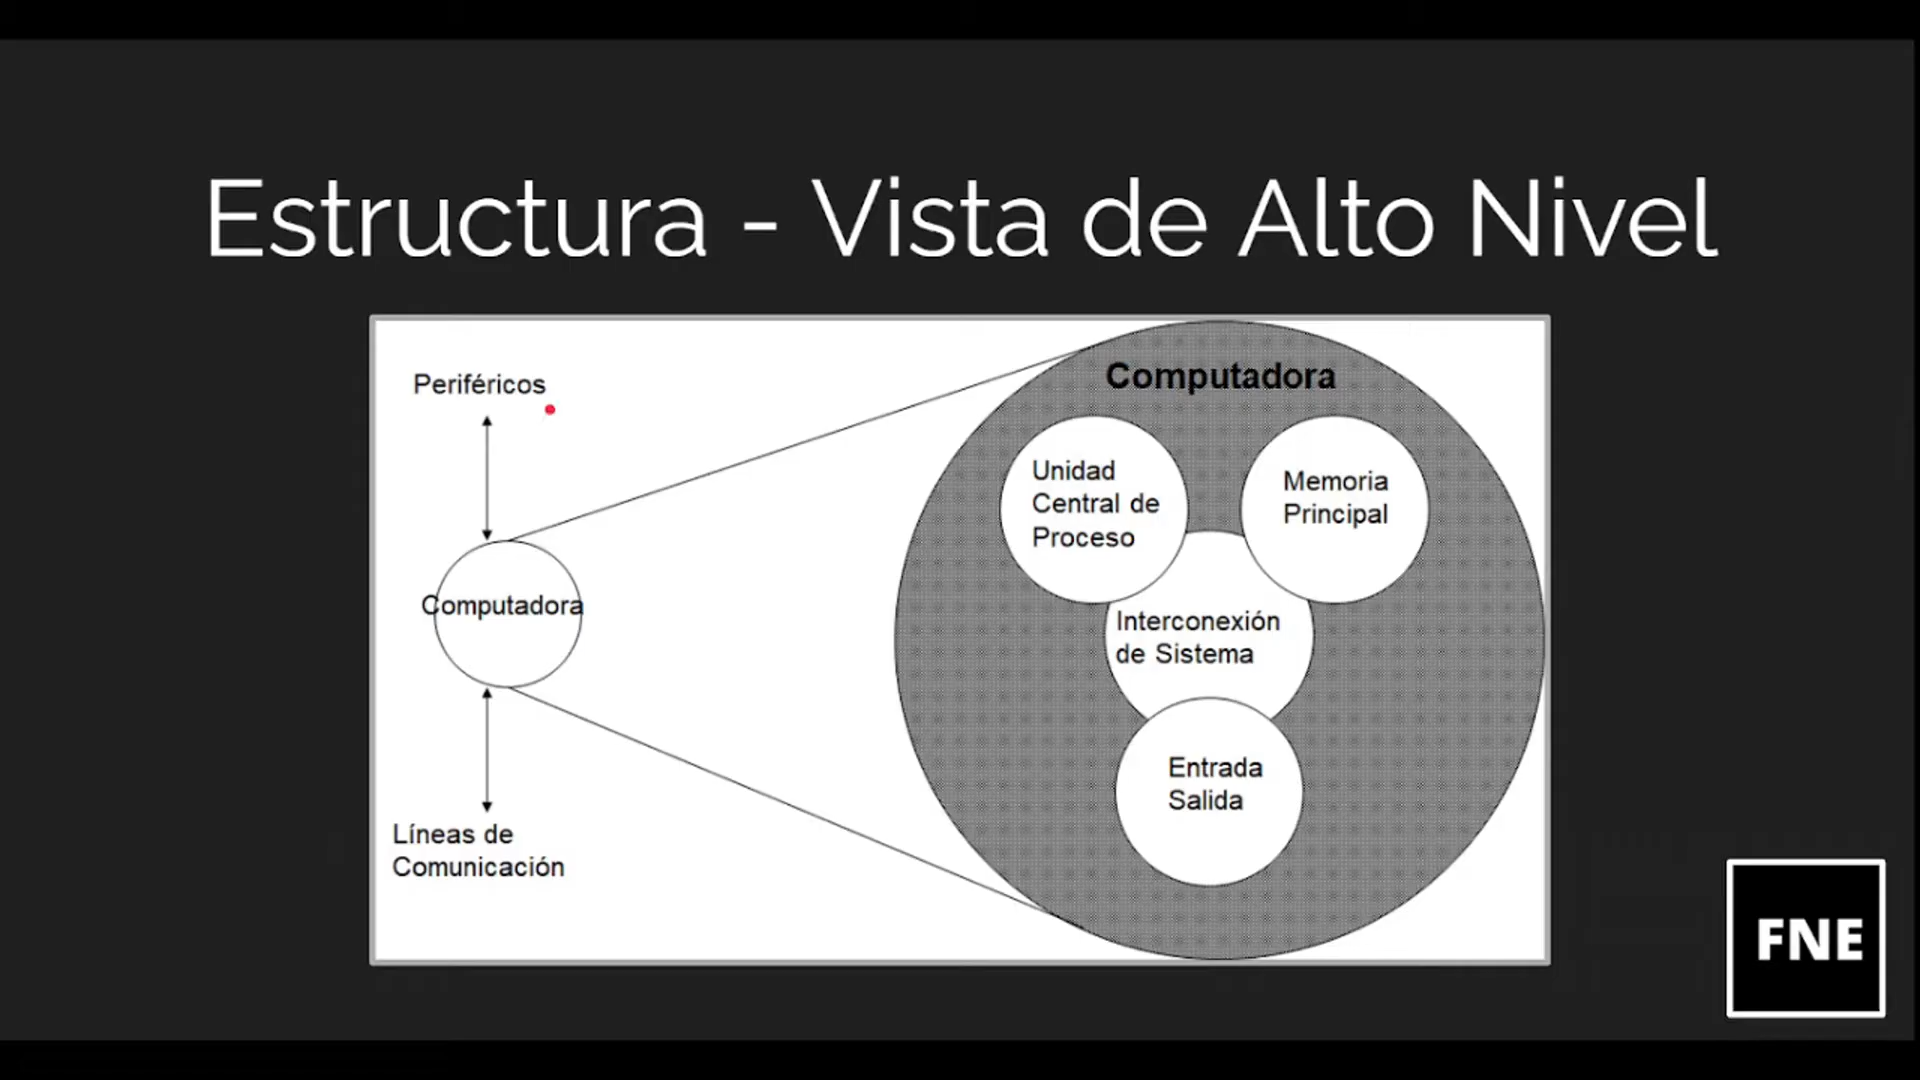 Estructura - Vista de Alto Nivel
Periféricos
Computadora
Líneas de
Comunicación
Computadora
Unidad
Central de
Proceso
Memoria
Principal
Interconexión
de Sistema
Entrada
Salida
FNE